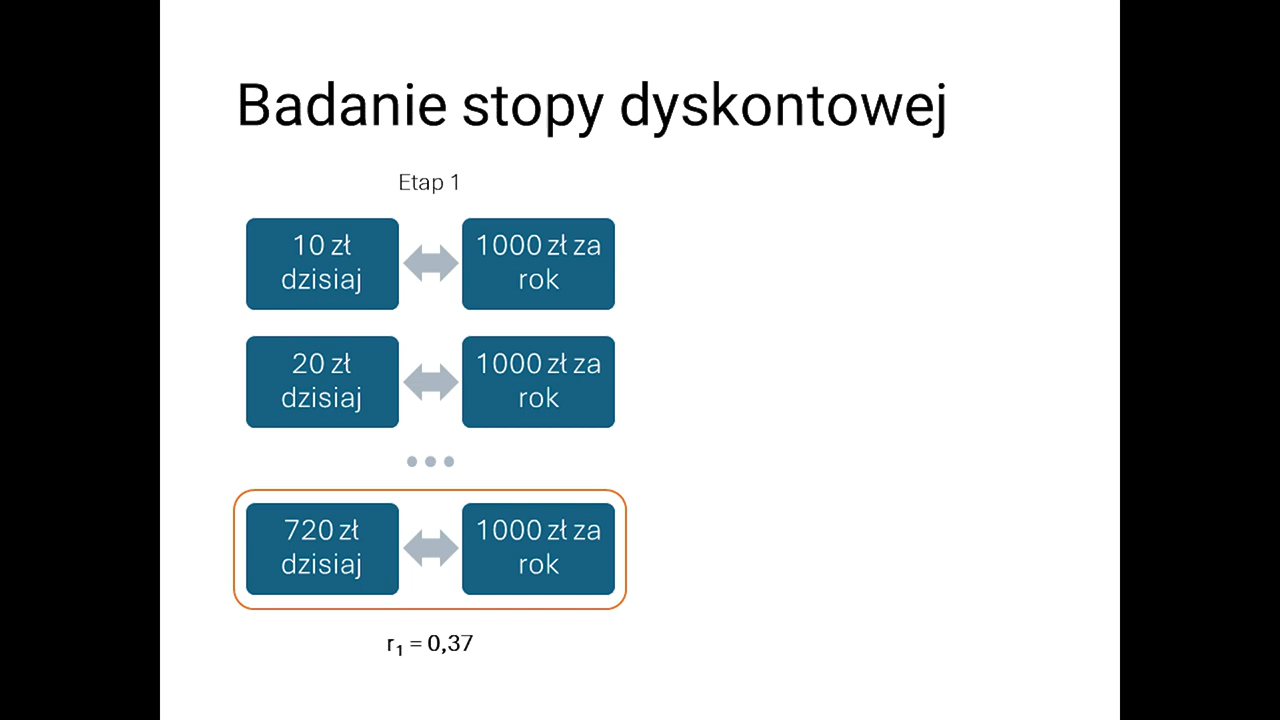 Badanie stopy dyskontowej
Etap 1
10 zł
dzisiaj
1000 zł za
rok
20 zł
dzisiaj
1000 zł za
rok
720 zł
dzisiaj
1000 zł za
rok
r₁ = 0,37